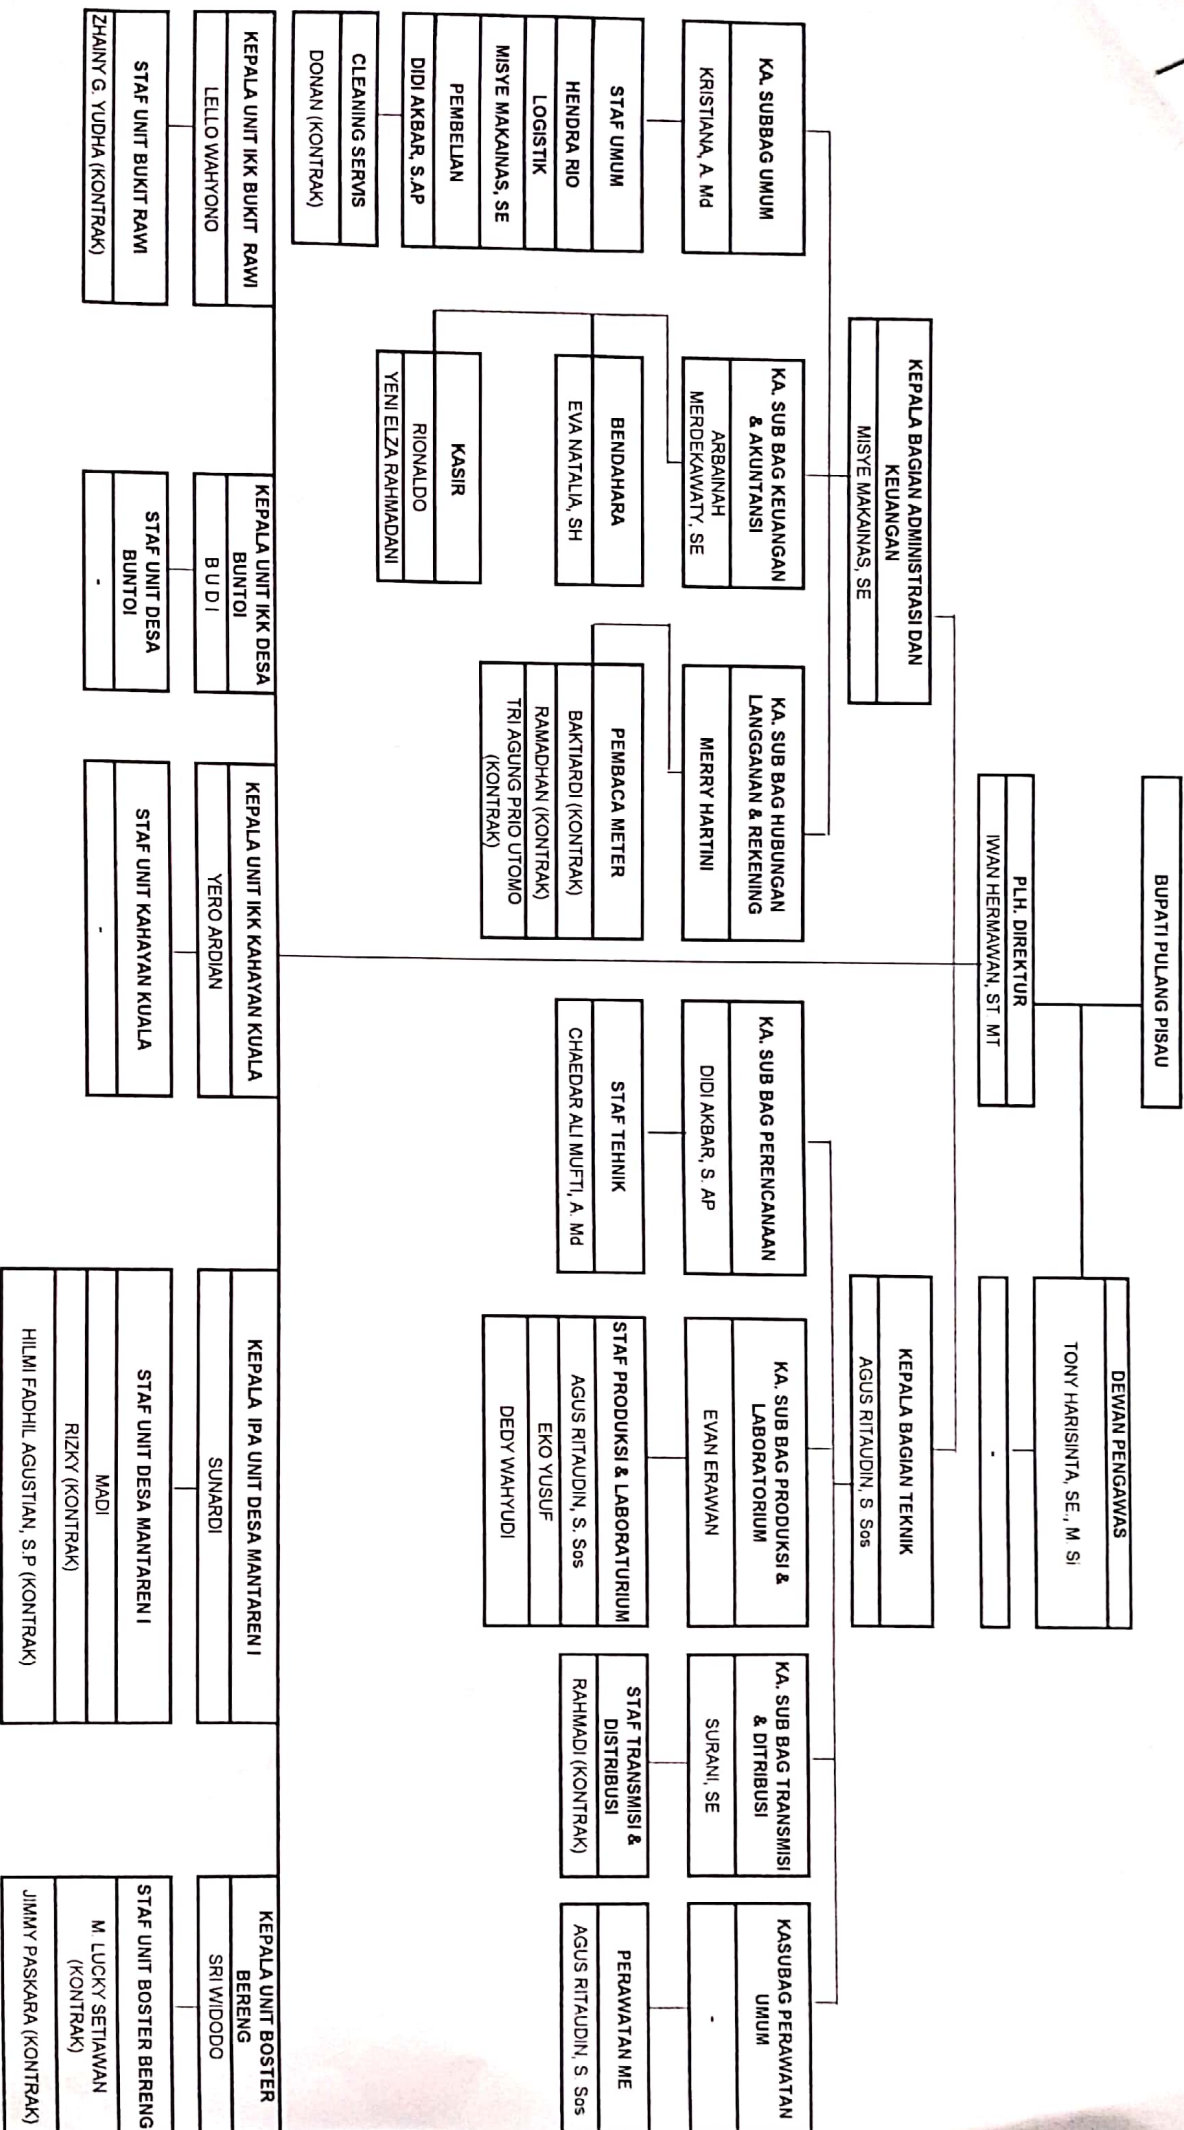 BUPATI PULANG PISAU
DEWAN PENGAWAS
TONY HARISINTA, SE., M. Si
-
PLH. DIREKTUR
IWAN HERMAWAN, ST. MT
KEPALA BAGIAN ADMINISTRASI DAN
KEUANGAN
MISYE MAKAINAS, SE
KEPALA BAGIAN TEKNIK
AGUS RITAUDIN, S Sos
KA. SUBBAG UMUM
KRISTIANA, A. Md
KA. SUB BAG KEUANGAN
& AKUNTANSI
ARBAINAH
MERDEKAWATY, SE
KA. SUB BAG HUBUNGAN
LANGGANAN & REKENING
MERRY HARTINI
KA. SUB BAG PERENCANAAN
DIDI AKBAR, S. AP
KA. SUB BAG PRODUKSI &
LABORATORIUM
EVAN ERAWAN
KA. SUB BAG TRANSMISI
& DITRIBUSI
SURANI, SE
KASUBAG PERAWATAN
UMUM
-
STAF UMUM
HENDRA RIO
LOGISTIK
MISYE MAKAINAS, SE
PEMBELIAN
DIDI AKBAR, S.AP
CLEANING SERVIS
DONAN (KONTRAK)
BENDAHARA
EVA NATALIA, SH
KASIR
RIONALDO
YENI ELZA RAHMADANI
PEMBACA METER
BAKTIARDI (KONTRAK)
RAMADHAN (KONTRAK)
TRI AGUNG PRIO UTOMO
(KONTRAK)
STAF TEHNIK
CHAEDAR ALI MUFTI, A. Md
STAF PRODUKSI & LABORATURIUM
AGUS RITAUDIN, S. Sos
EKO YUSUF
DEDY WAHYUDI
STAF TRANSMISI &
DISTRIBUSI
RAHMADI (KONTRAK)
PERAWATAN ME
AGUS RITAUDIN, S Sos
KEPALA UNIT IKK BUKIT RAWI
LELLO WAHYONO
STAF UNIT BUKIT RAWI
ZHAINY G. YUDHA (KONTRAK)
KEPALA UNIT IKK DESA
BUNTOI
B U D I
STAF UNIT DESA
BUNTOI
-
KEPALA UNIT IKK KAHAYAN KUALA
YERO ARDIAN
STAF UNIT KAHAYAN KUALA
-
KEPALA IPA UNIT DESA MANTAREN I
SUNARDI
STAF UNIT DESA MANTAREN I
MADI
RIZKY (KONTRAK)
HILMI FADHIL AGUSTIAN, S.P (KONTRAK)
KEPALA UNIT BOSTER
BERENG
SRI WIDODO
STAF UNIT BOSTER BERENG
M. LUCKY SETIAWAN
(KONTRAK)
JIMMY PASKARA (KONTRAK)